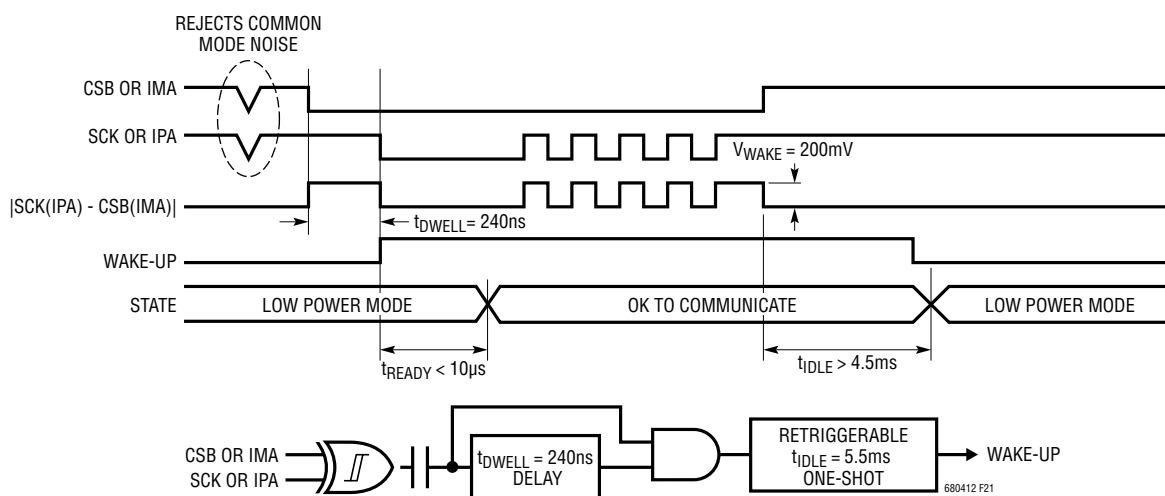 REJECTS COMMON
MODE NOISE
CSB OR IMA
SCK OR IPA
VWAKE = 200mV
|SCK(IPA) - CSB(IMA)|
tDWELL = 240ns
WAKE-UP
STATE
LOW POWER MODE
OK TO COMMUNICATE
LOW POWER MODE
tREADY < 10µs
tIDLE > 4.5ms
CSB OR IMA
SCK OR IPA
tDWELL = 240ns
DELAY
RETRIGGERABLE
tIDLE = 5.5ms
ONE-SHOT
WAKE-UP
680412 F21